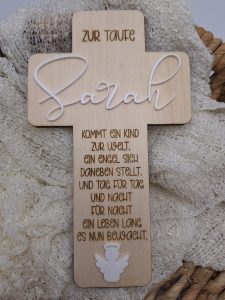 ZUR TAUFE
Sarah
KOMMT EIN KIND
ZUR WELT,
EIN ENGEL SICH
DANEBEN STELLT,
UND TAG FÜR TAG
UND NACHT
FÜR NACHT
EIN LEBEN LANG
ES NUN BEWACHT.